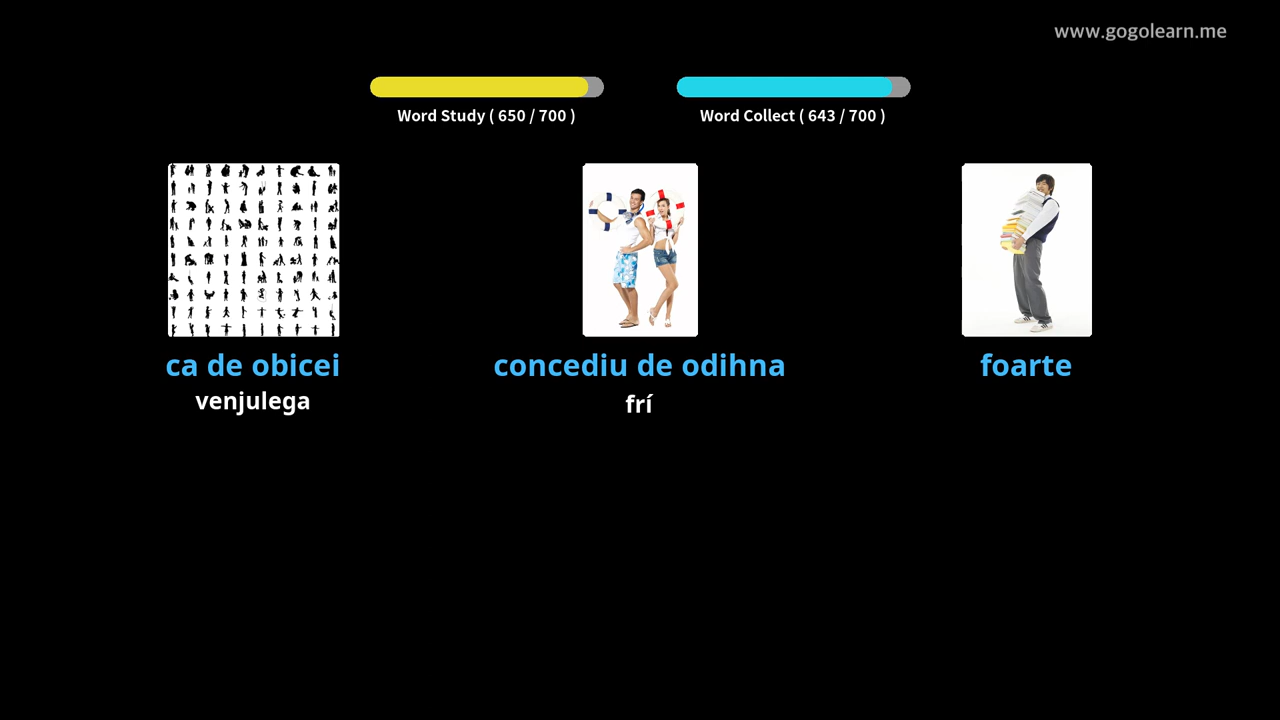 www.gogolearn.me
Word Study ( 650 / 700 )
Word Collect ( 643 / 700 )
ca de obicei
venjulega
concediu de odihna
frí
foarte